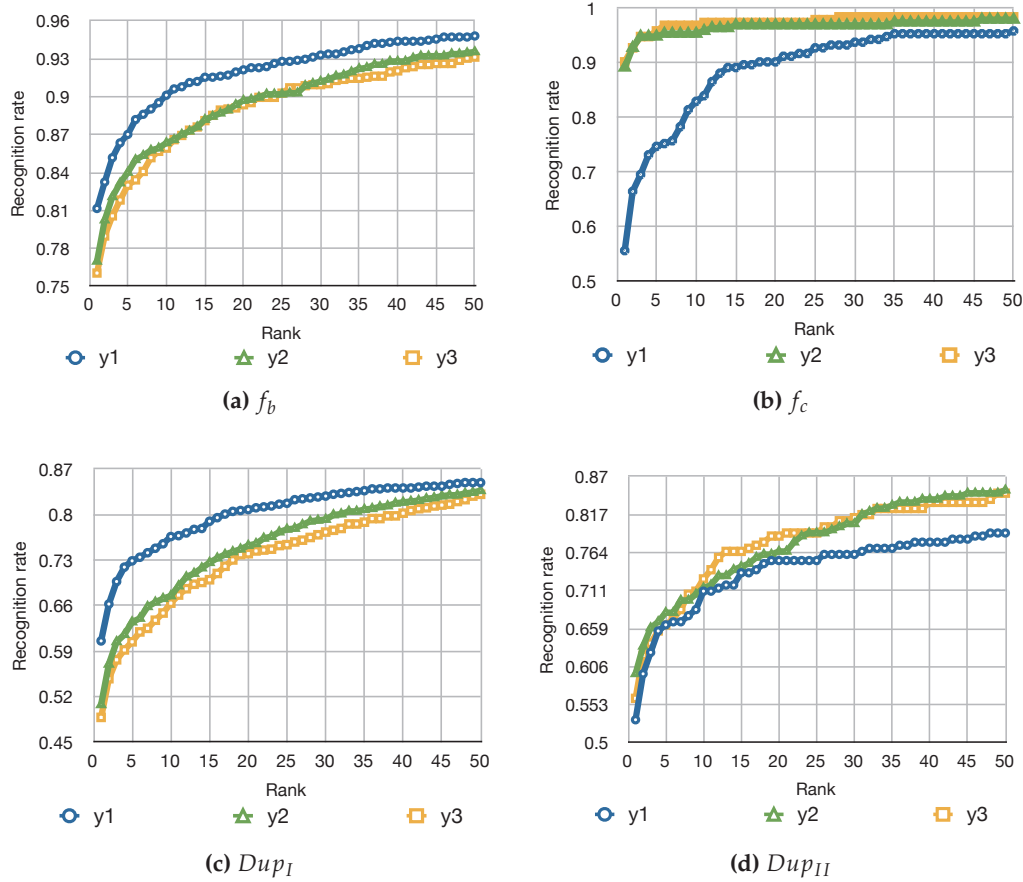 0.96
0.93
0.9
0.87
0.84
0.81
0.78
0.75
Recognition rate
0 5 10 15 20 25 30 35 40 45 50
Rank
y1 y2 y3
(a) f_b
1
0.9
0.8
0.7
0.6
0.5
Recognition rate
0 5 10 15 20 25 30 35 40 45 50
Rank
y1 y2 y3
(b) f_c
0.87
0.8
0.73
0.66
0.59
0.52
0.45
Recognition rate
0 5 10 15 20 25 30 35 40 45 50
Rank
y1 y2 y3
(c) Dup_I
0.87
0.817
0.764
0.711
0.659
0.606
0.553
0.5
Recognition rate
0 5 10 15 20 25 30 35 40 45 50
Rank
y1 y2 y3
(d) Dup_II